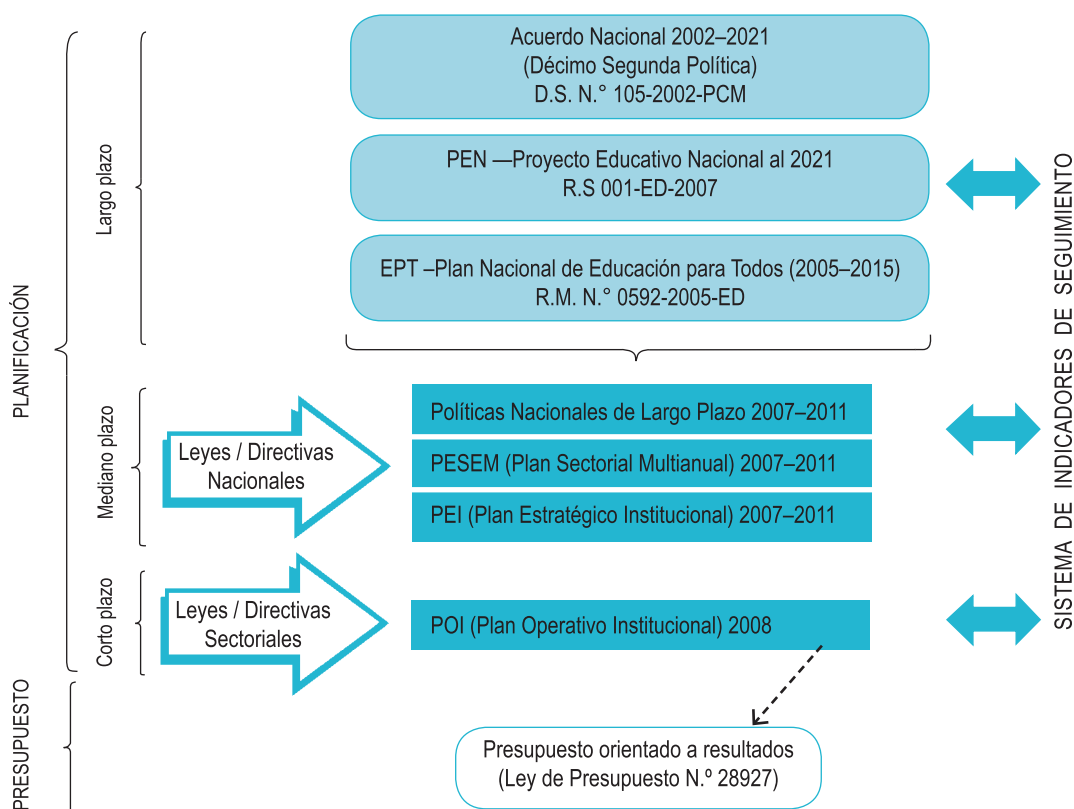 PLANIFICACIÓN
Largo plazo
Acuerdo Nacional 2002–2021
(Décimo Segunda Política)
D.S. N.° 105-2002-PCM
PEN —Proyecto Educativo Nacional al 2021
R.S 001-ED-2007
EPT –Plan Nacional de Educación para Todos (2005–2015)
R.M. N.° 0592-2005-ED
Mediano plazo
Leyes / Directivas
Nacionales
Políticas Nacionales de Largo Plazo 2007–2011
PESEM (Plan Sectorial Multianual) 2007–2011
PEI (Plan Estratégico Institucional) 2007–2011
Corto plazo
Leyes / Directivas
Sectoriales
POI (Plan Operativo Institucional) 2008
PRESUPUESTO
Presupuesto orientado a resultados
(Ley de Presupuesto N.º 28927)
SISTEMA DE INDICADORES DE SEGUIMIENTO